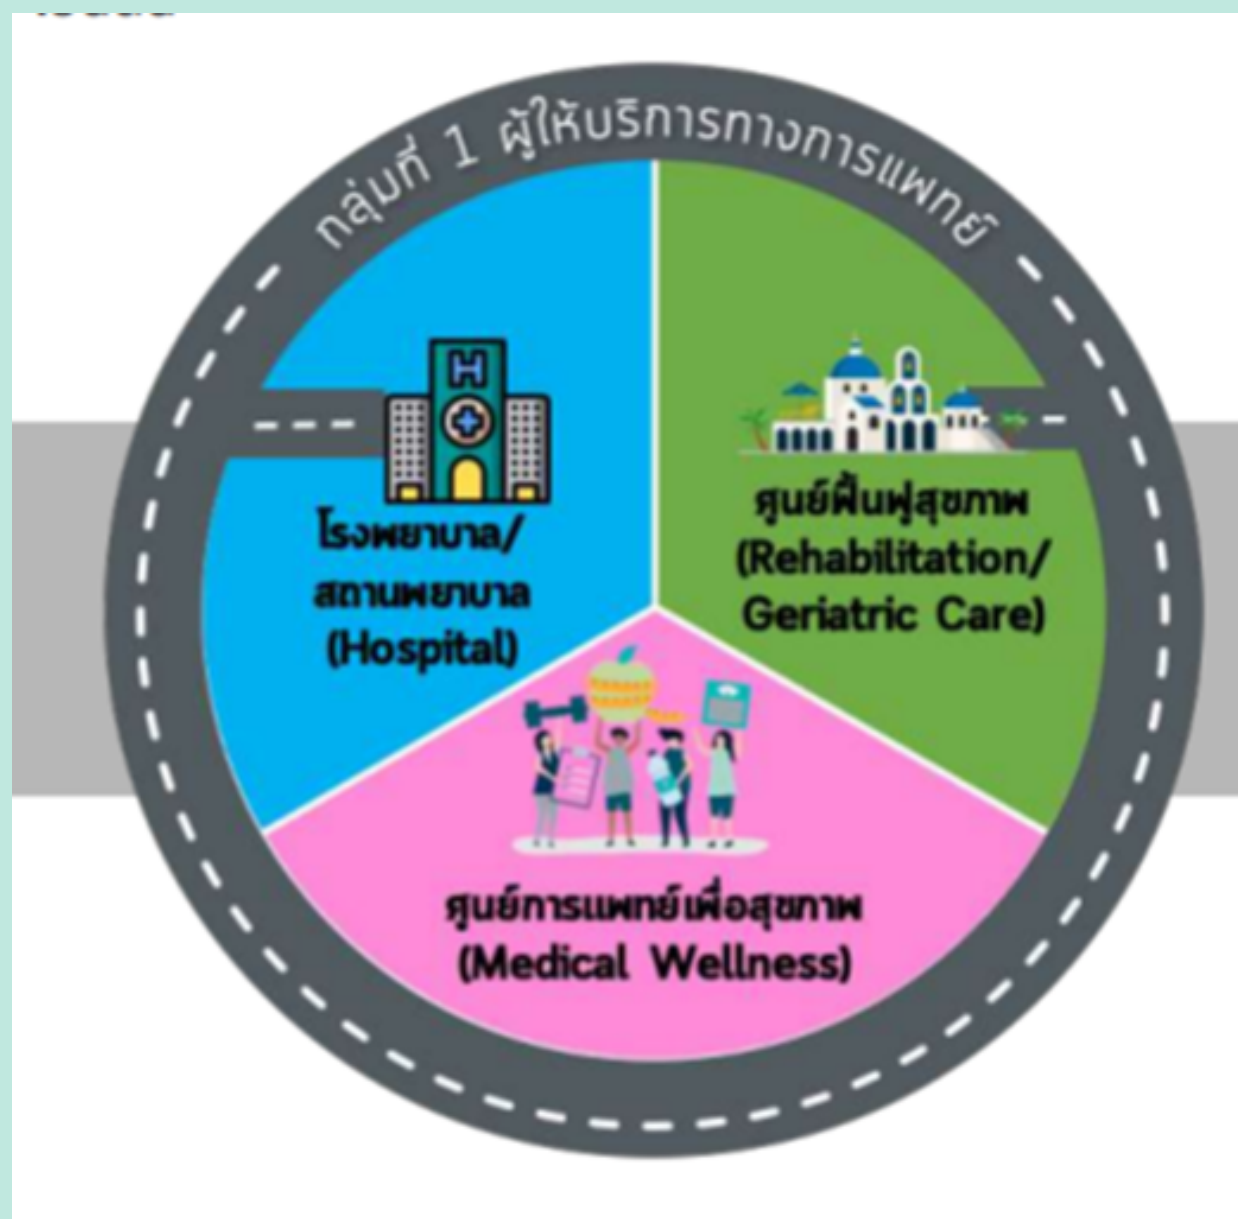 กลุ่มที่ 1 ผู้ให้บริการทางการแพทย์
H
โรงพยาบาล/
สถานพยาบาล
(Hospital)
ศูนย์ฟื้นฟูสุขภาพ
(Rehabilitation/
Geriatric Care)
ศูนย์การแพทย์เพื่อสุขภาพ
(Medical Wellness)